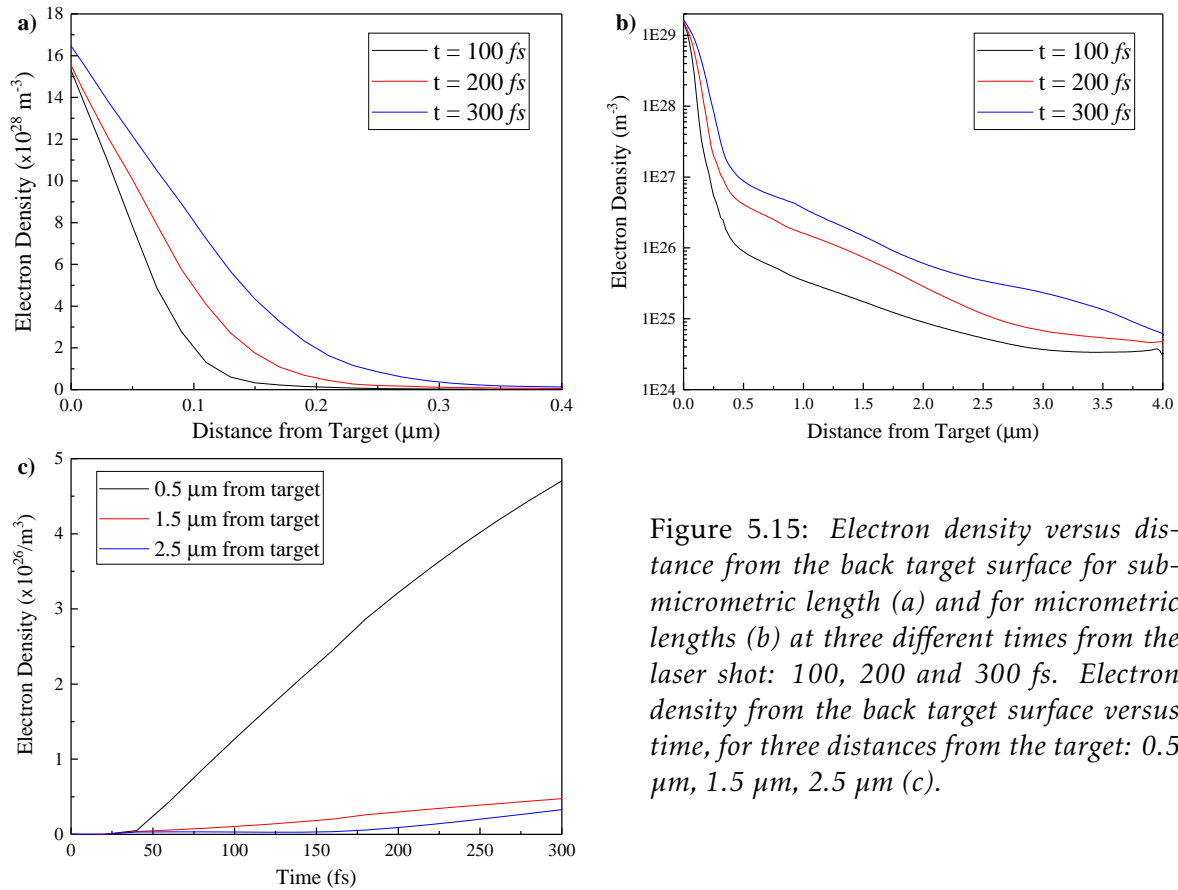 a)
18
16
14
12
10
8
6
4
2
0
Electron Density (x10²⁸ m⁻³)
t = 100 fs
t = 200 fs
t = 300 fs
0.0 0.1 0.2 0.3 0.4
Distance from Target (μm)
b)
1E29
1E28
1E27
1E26
1E25
1E24
Electron Density (m⁻³)
t = 100 fs
t = 200 fs
t = 300 fs
0.0 0.5 1.0 1.5 2.0 2.5 3.0 3.5 4.0
Distance from Target (μm)
c)
5
4
3
2
1
0
Electron Density (x10²⁶/m³)
0.5 μm from target
1.5 μm from target
2.5 μm from target
0 50 100 150 200 250 300
Time (fs)
Figure 5.15: Electron density versus dis-
tance from the back target surface for sub-
micrometric length (a) and for micrometric
lengths (b) at three different times from the
laser shot: 100, 200 and 300 fs. Electron
density from the back target surface versus
time, for three distances from the target: 0.5
μm, 1.5 μm, 2.5 μm (c).